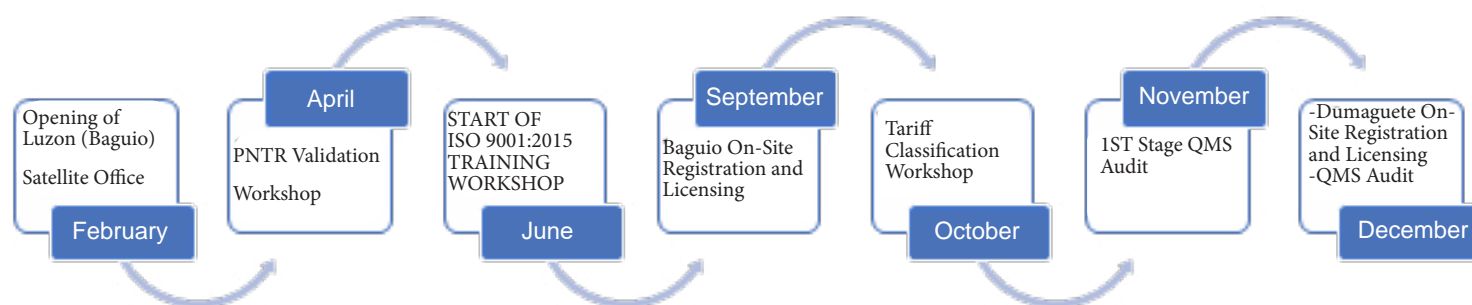 Opening of
Luzon (Baguio)
Satellite Office
February
April
PNTR Validation
Workshop
START OF
ISO 9001:2015
TRAINING
WORKSHOP
June
September
Baguio On-Site
Registration and
Licensing
Tariff
Classification
Workshop
October
November
1ST Stage QMS
Audit
-Dumaguete On-
Site Registration
and Licensing
-QMS Audit
December